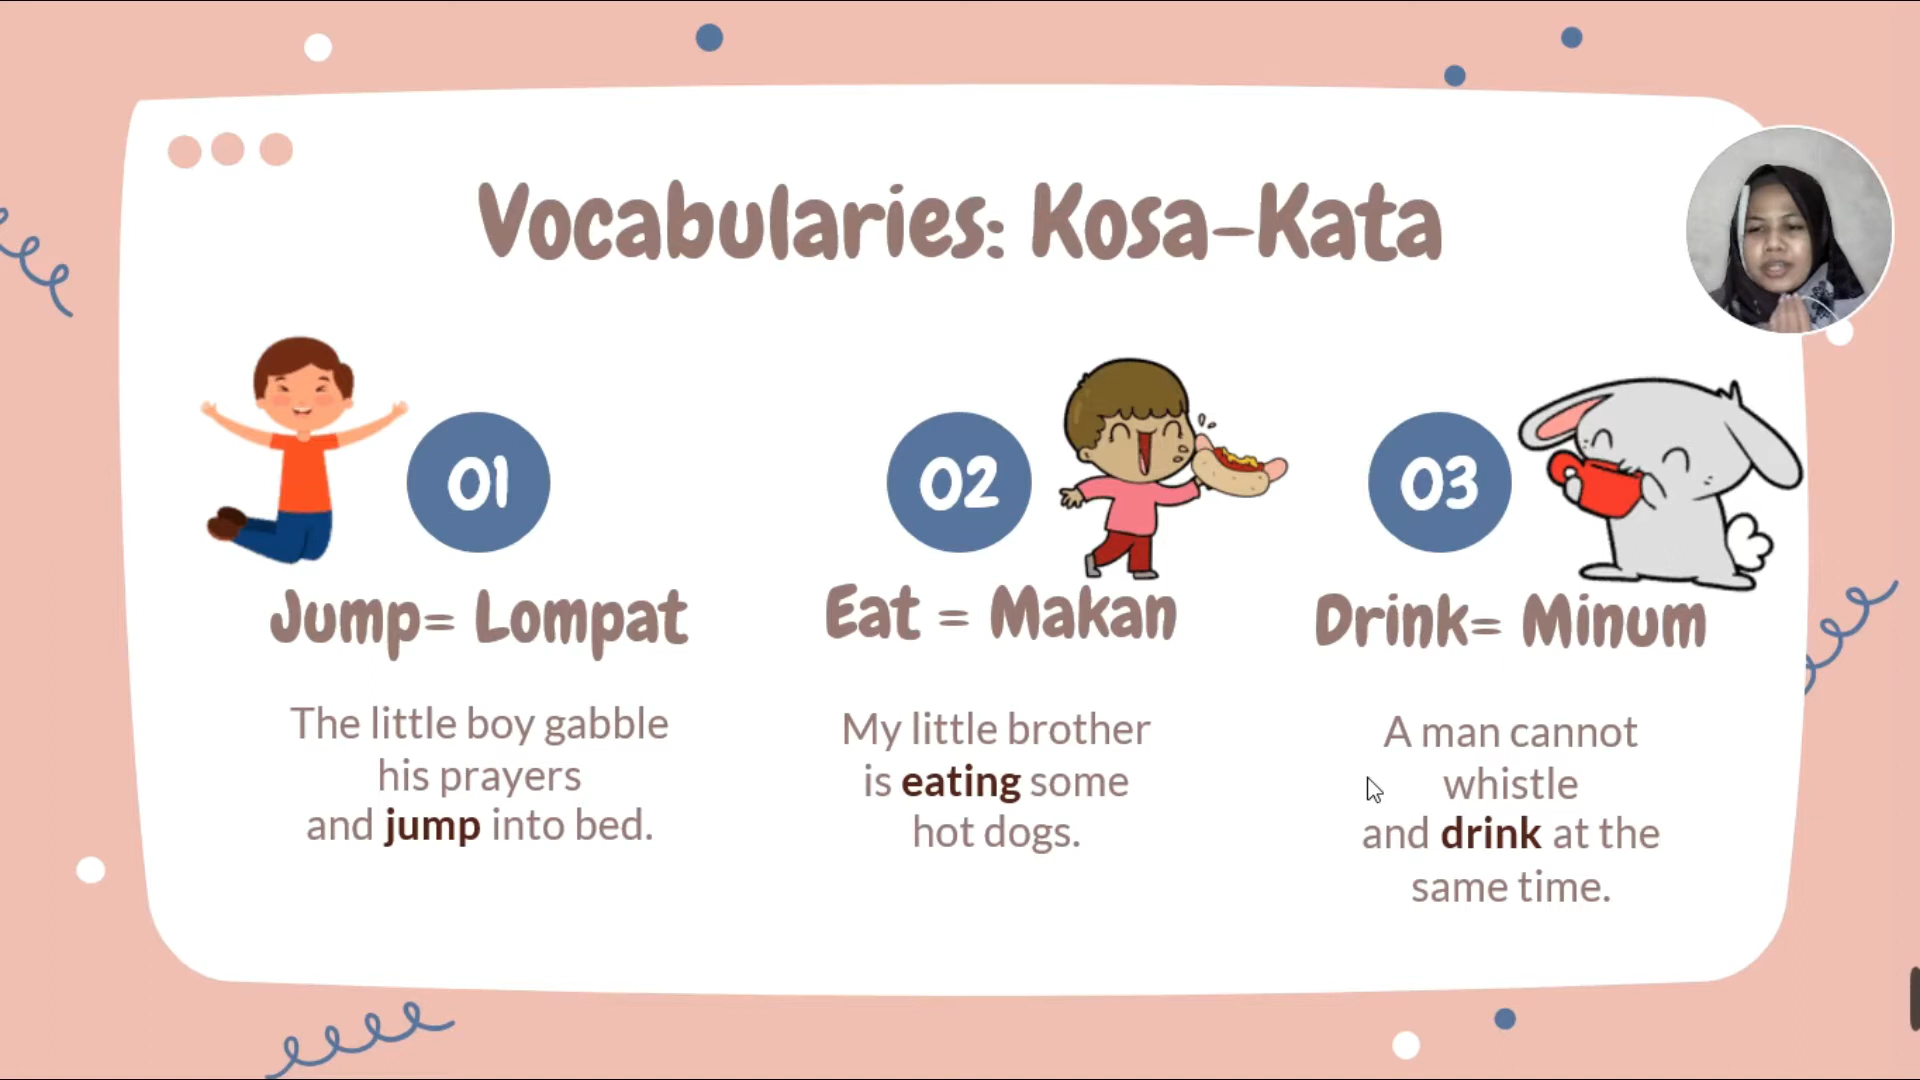 Vocabularies: Kosa-Kata
01
Jump= Lompat
The little boy gabble
his prayers
and jump into bed.
02
Eat = Makan
My little brother
is eating some
hot dogs.
03
Drink= Minum
A man cannot
whistle
and drink at the
same time.